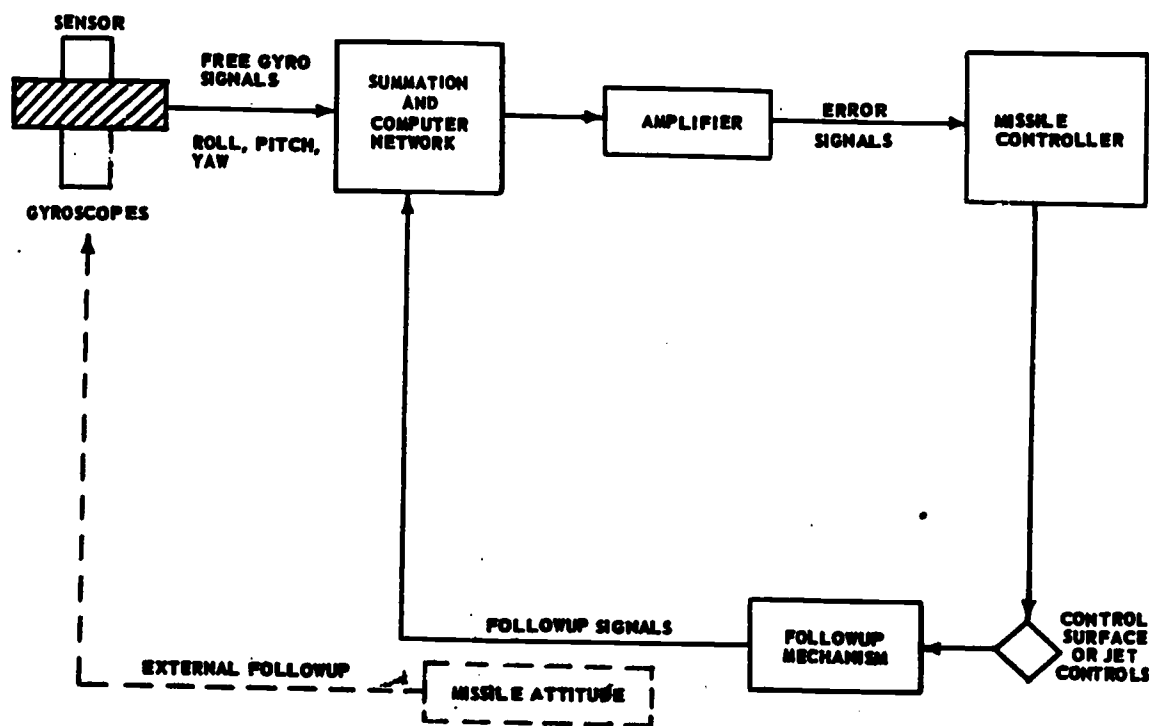 SENSOR
FREE GYRO
SIGNALS
ROLL, PITCH,
YAW
GYROSCOPES
SUMMATION
AND
COMPUTER
NETWORK
AMPLIFIER
ERROR
SIGNALS
MISSILE
CONTROLLER
CONTROL
SURFACE
OR JET
CONTROLS
FOLLOWUP
MECHANISM
FOLLOWUP SIGNALS
EXTERNAL FOLLOWUP
MISSILE ATTITUDE